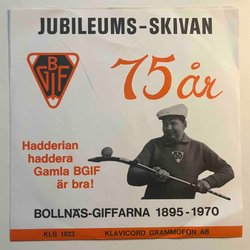 JUBILEUMS-SKIVAN
BGIF
75 år
Hadderian
haddera
Gamla BGIF
är bra!
BOLLNÄS-GIFFARNA 1895-1970
KLS 1023 KLAVICORD GRAMMOFON AB